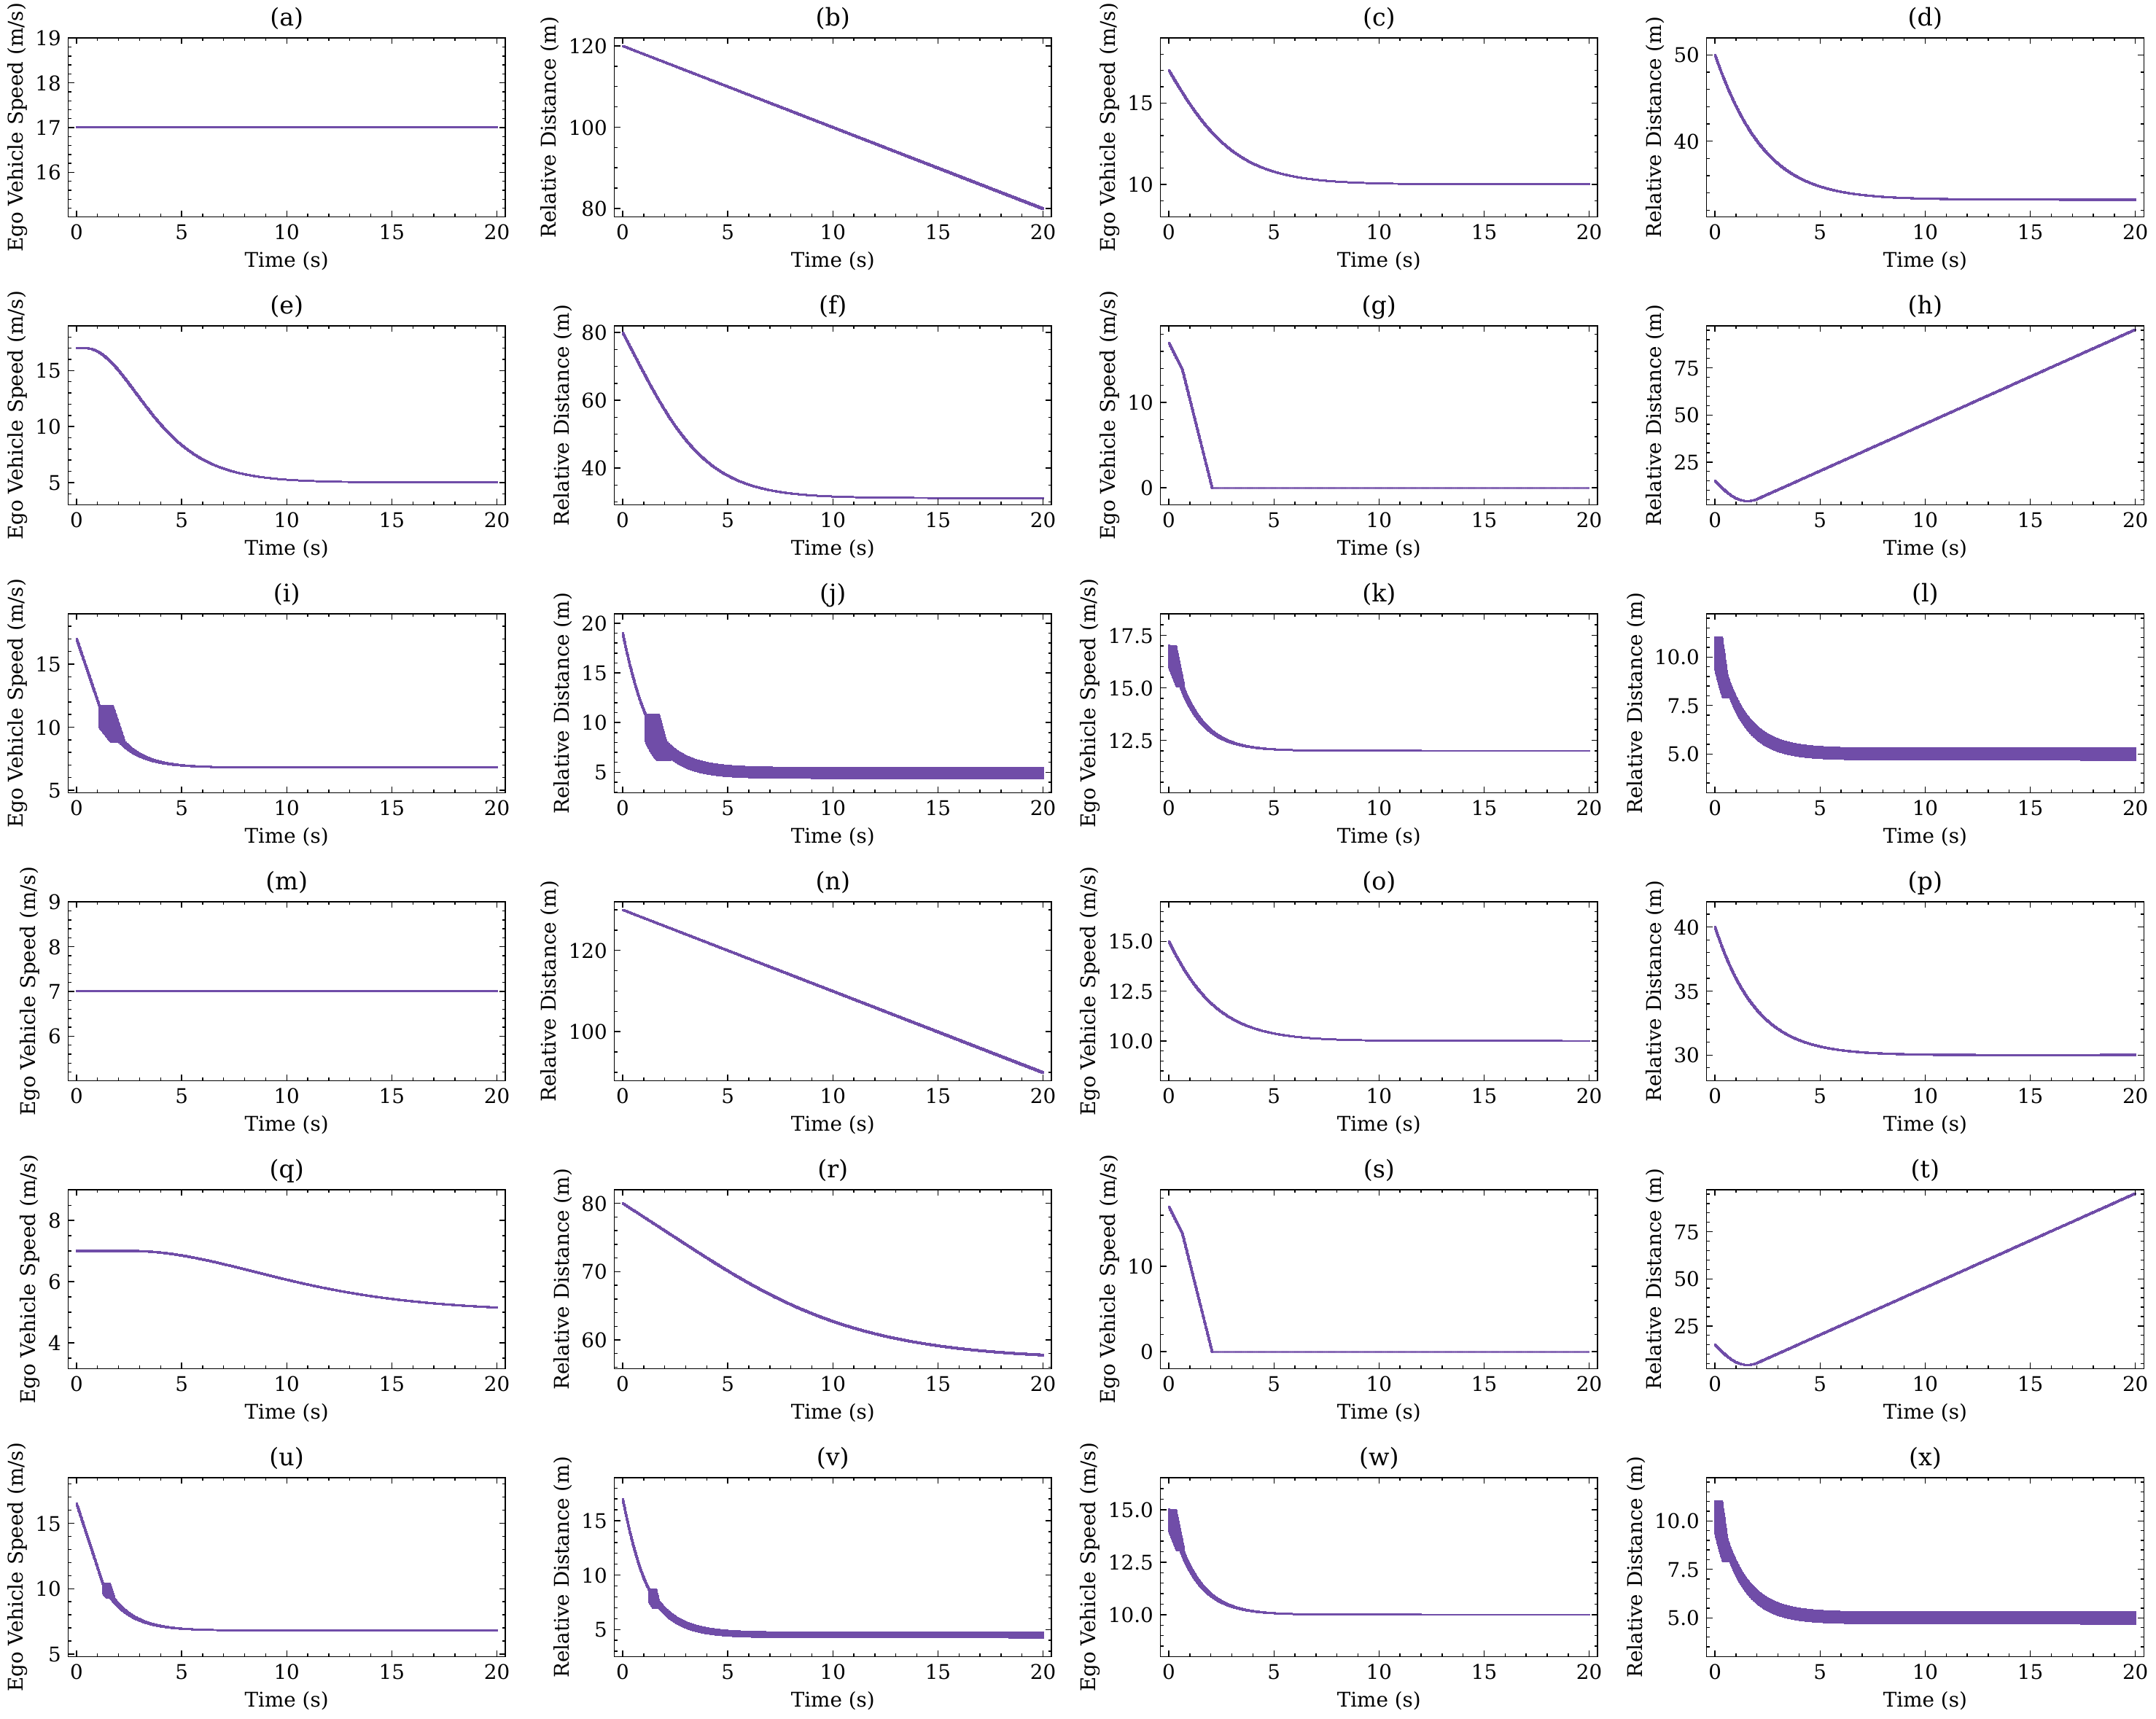 (a)
Ego Vehicle Speed (m/s)
19
18
17
16
0 5 10 15 20
Time (s)
(b)
Relative Distance (m)
120
100
80
0 5 10 15 20
Time (s)
(c)
Ego Vehicle Speed (m/s)
15
10
0 5 10 15 20
Time (s)
(d)
Relative Distance (m)
50
40
0 5 10 15 20
Time (s)
(e)
Ego Vehicle Speed (m/s)
15
10
5
0 5 10 15 20
Time (s)
(f)
Relative Distance (m)
80
60
40
0 5 10 15 20
Time (s)
(g)
Ego Vehicle Speed (m/s)
10
0
0 5 10 15 20
Time (s)
(h)
Relative Distance (m)
75
50
25
0 5 10 15 20
Time (s)
(i)
Ego Vehicle Speed (m/s)
15
10
5
0 5 10 15 20
Time (s)
(j)
Relative Distance (m)
20
15
10
5
0 5 10 15 20
Time (s)
(k)
Ego Vehicle Speed (m/s)
17.5
15.0
12.5
0 5 10 15 20
Time (s)
(l)
Relative Distance (m)
10.0
7.5
5.0
0 5 10 15 20
Time (s)
(m)
Ego Vehicle Speed (m/s)
9
8
7
6
0 5 10 15 20
Time (s)
(n)
Relative Distance (m)
120
100
0 5 10 15 20
Time (s)
(o)
Ego Vehicle Speed (m/s)
15.0
12.5
10.0
0 5 10 15 20
Time (s)
(p)
Relative Distance (m)
40
35
30
0 5 10 15 20
Time (s)
(q)
Ego Vehicle Speed (m/s)
8
6
4
0 5 10 15 20
Time (s)
(r)
Relative Distance (m)
80
70
60
0 5 10 15 20
Time (s)
(s)
Ego Vehicle Speed (m/s)
10
0
0 5 10 15 20
Time (s)
(t)
Relative Distance (m)
75
50
25
0 5 10 15 20
Time (s)
(u)
Ego Vehicle Speed (m/s)
15
10
5
0 5 10 15 20
Time (s)
(v)
Relative Distance (m)
15
10
5
0 5 10 15 20
Time (s)
(w)
Ego Vehicle Speed (m/s)
15.0
12.5
10.0
0 5 10 15 20
Time (s)
(x)
Relative Distance (m)
10.0
7.5
5.0
0 5 10 15 20
Time (s)